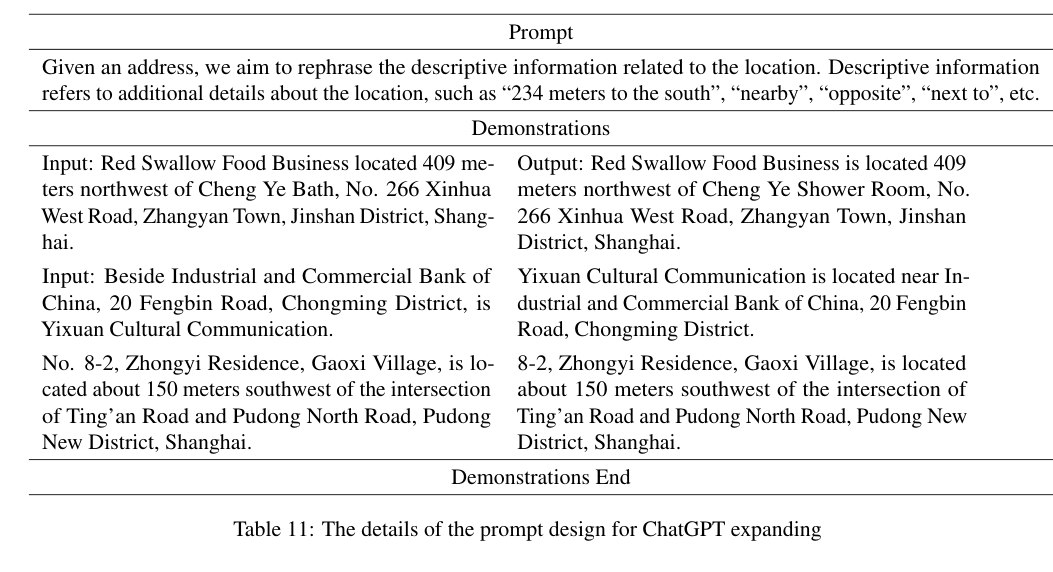 Prompt
Given an address, we aim to rephrase the descriptive information related to the location. Descriptive information
refers to additional details about the location, such as “234 meters to the south”, “nearby”, “opposite”, “next to”, etc.
Demonstrations
Input: Red Swallow Food Business located 409 me-
ters northwest of Cheng Ye Bath, No. 266 Xinhua
West Road, Zhangyan Town, Jinshan District, Shang-
hai.
Output: Red Swallow Food Business is located 409
meters northwest of Cheng Ye Shower Room, No.
266 Xinhua West Road, Zhangyan Town, Jinshan
District, Shanghai.
Input: Beside Industrial and Commercial Bank of
China, 20 Fengbin Road, Chongming District, is
Yixuan Cultural Communication.
Yixuan Cultural Communication is located near In-
dustrial and Commercial Bank of China, 20 Fengbin
Road, Chongming District.
No. 8-2, Zhongyi Residence, Gaoxi Village, is lo-
cated about 150 meters southwest of the intersection
of Ting’an Road and Pudong North Road, Pudong
New District, Shanghai.
8-2, Zhongyi Residence, Gaoxi Village, is located
about 150 meters southwest of the intersection of
Ting’an Road and Pudong North Road, Pudong New
District, Shanghai.
Demonstrations End
Table 11: The details of the prompt design for ChatGPT expanding